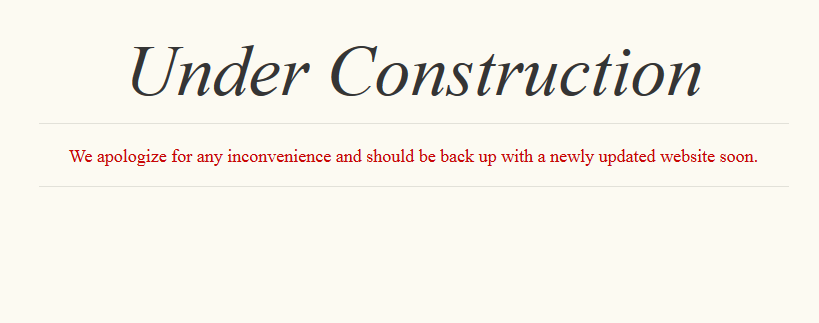 Under Construction
We apologize for any inconvenience and should be back up with a newly updated website soon.